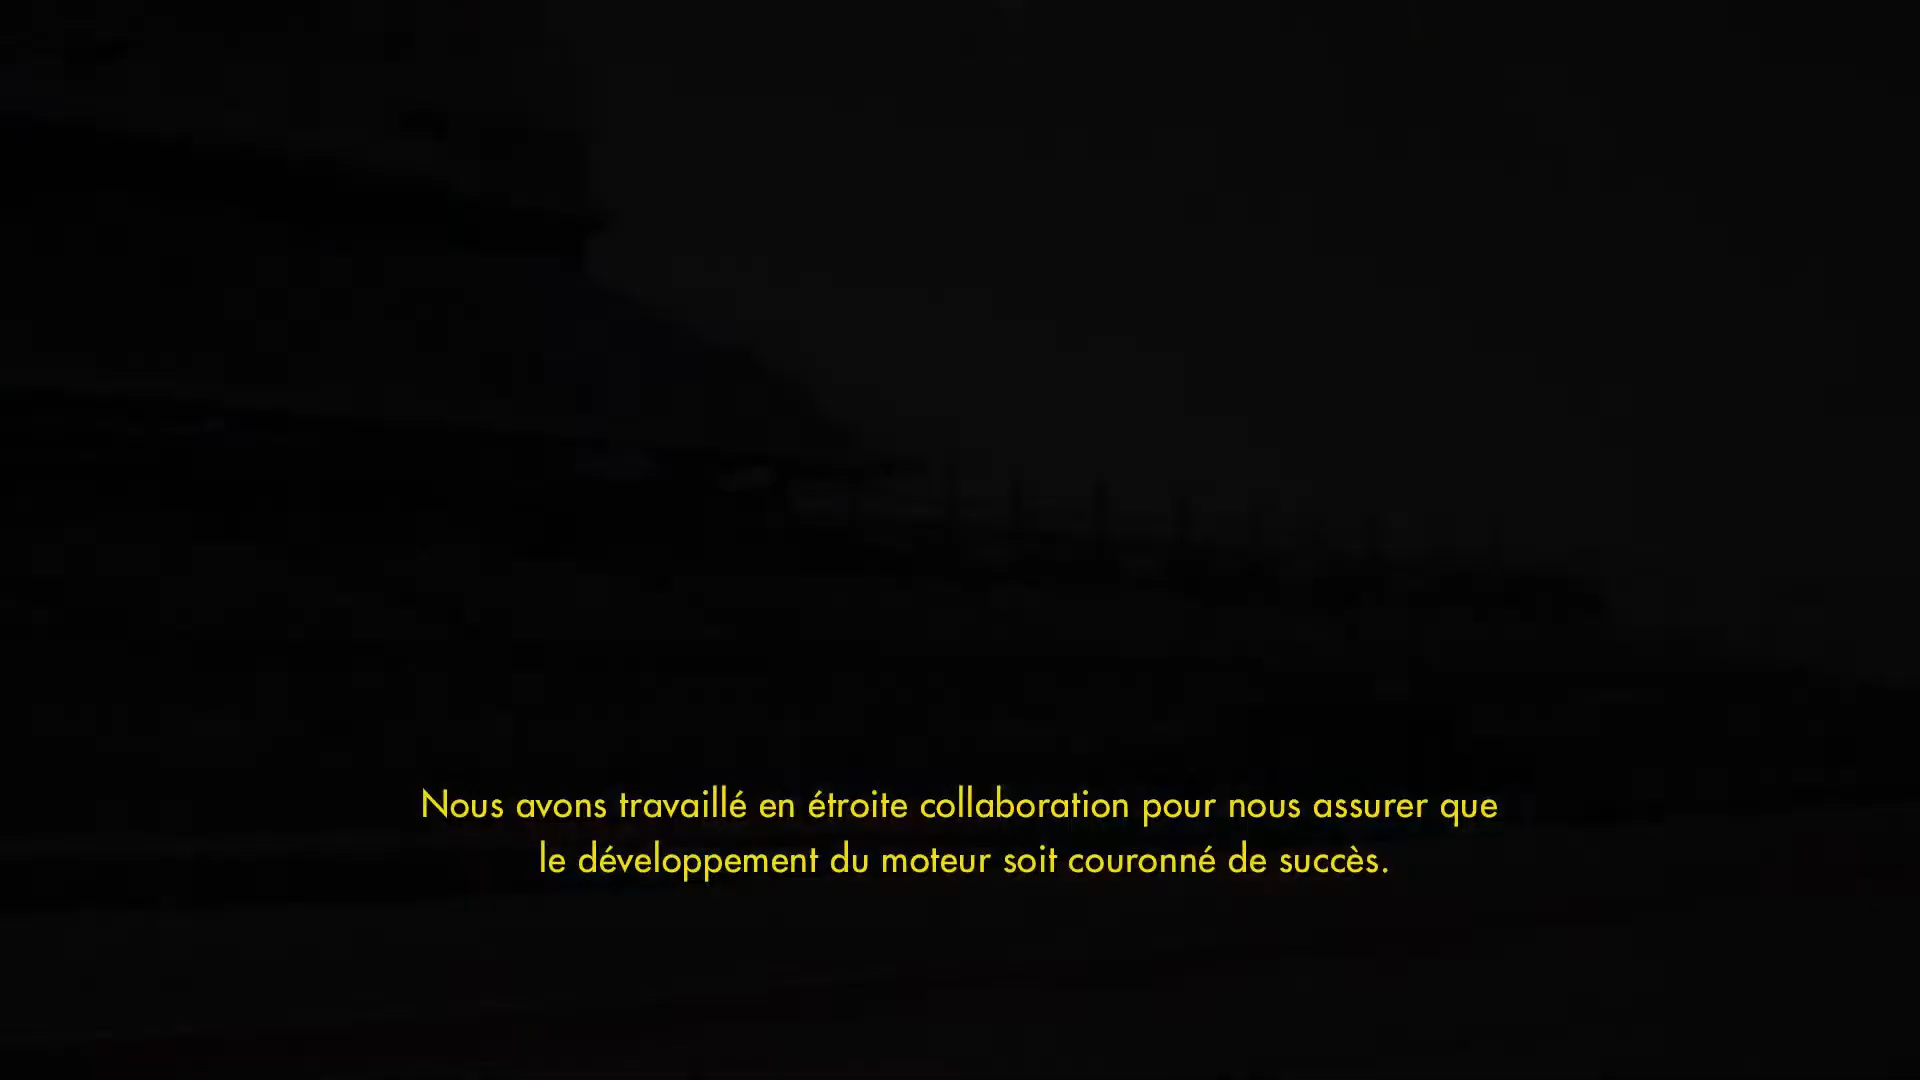 Nous avons travaillé en étroite collaboration pour nous assurer que
le développement du moteur soit couronné de succès.